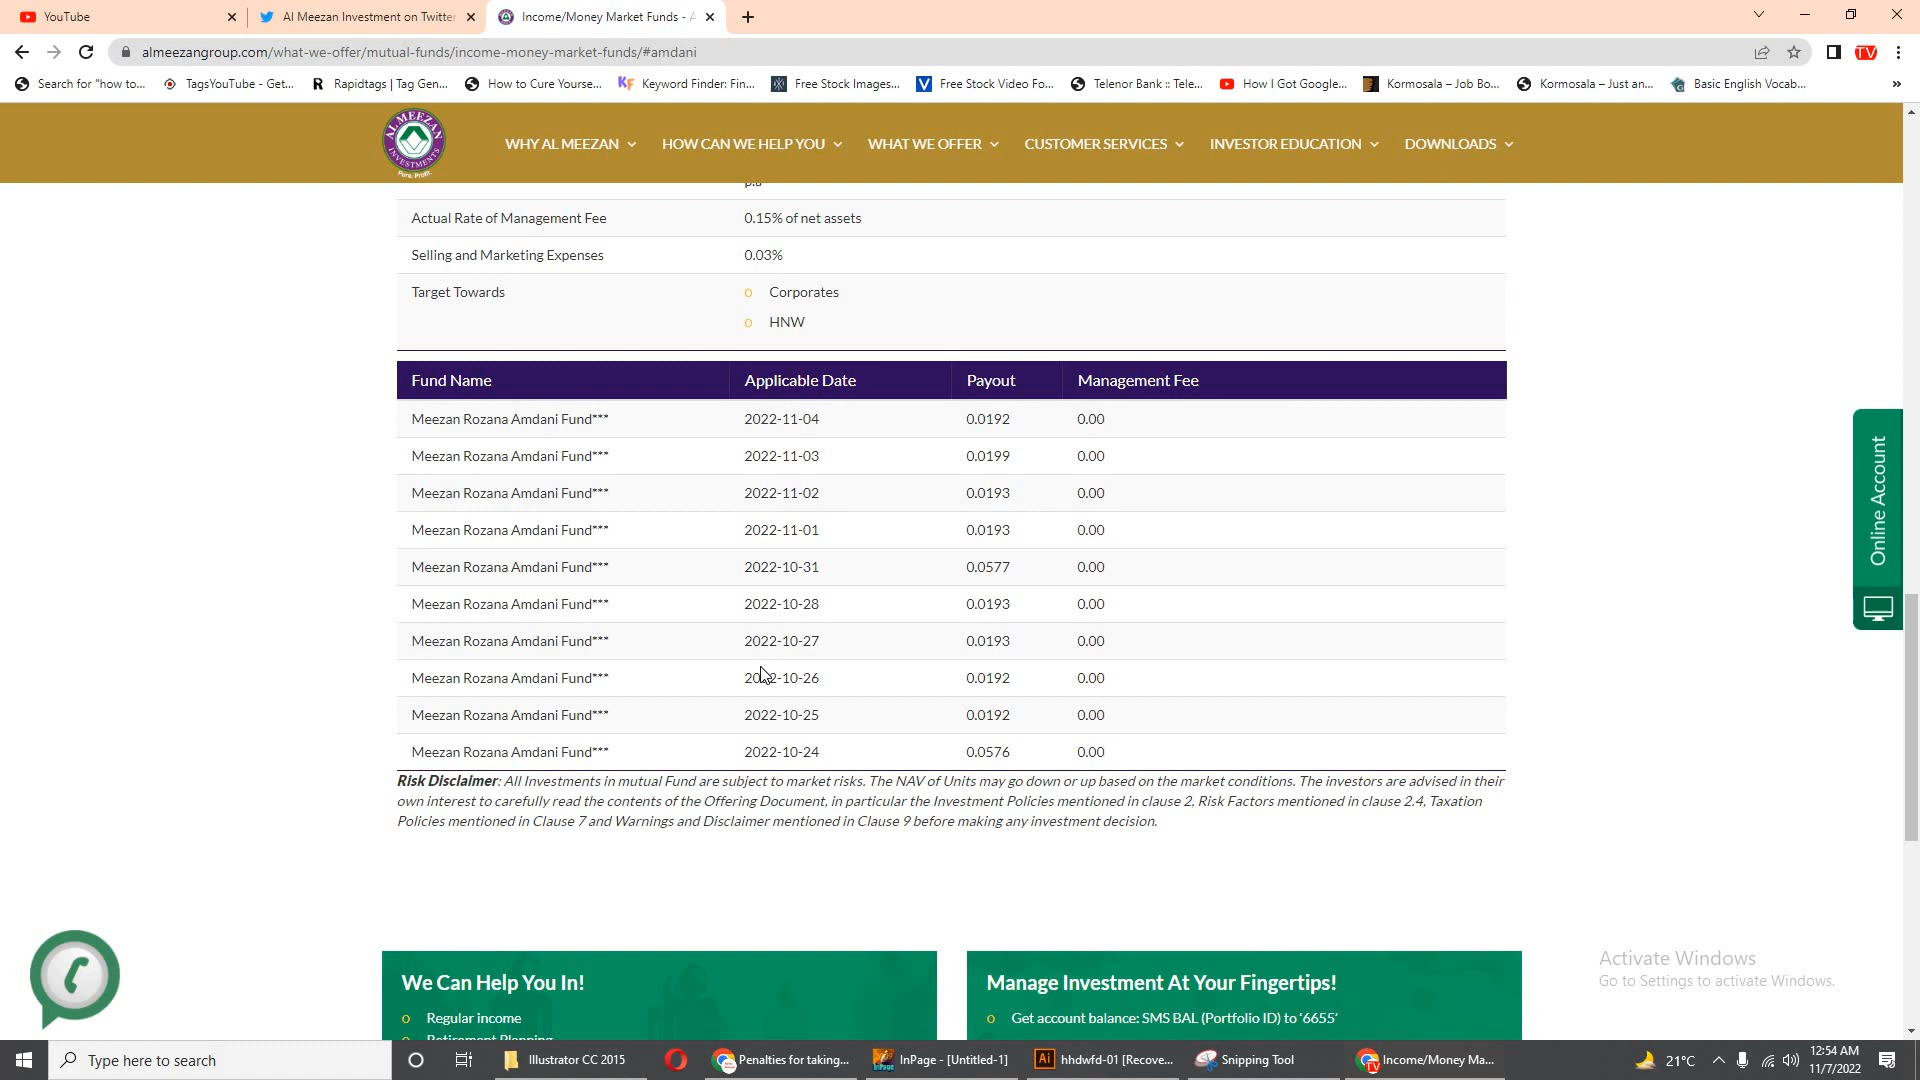 YouTube
Al Meezan Investment on Twitter
Income/Money Market Funds - A
almeezangroup.com/what-we-offer/mutual-funds/income-money-market-funds/#amdani
Search for "how to...
TagsYouTube - Get...
Rapidtags | Tag Gen...
How to Cure Yourse...
Keyword Finder: Fin...
Free Stock Images...
Free Stock Video Fo...
Telenor Bank :: Tele...
How I Got Google...
Kormosala – Job Bo...
Kormosala – Just an...
Basic English Vocab...
AL MEEZAN INVESTMENTS
Pure. Profit.
WHY AL MEEZAN
HOW CAN WE HELP YOU
WHAT WE OFFER
CUSTOMER SERVICES
INVESTOR EDUCATION
DOWNLOADS
p.a
Actual Rate of Management Fee 0.15% of net assets
Selling and Marketing Expenses 0.03%
Target Towards o Corporates
o HNW
Fund Name Applicable Date Payout Management Fee
Meezan Rozana Amdani Fund*** 2022-11-04 0.0192 0.00
Meezan Rozana Amdani Fund*** 2022-11-03 0.0199 0.00
Meezan Rozana Amdani Fund*** 2022-11-02 0.0193 0.00
Meezan Rozana Amdani Fund*** 2022-11-01 0.0193 0.00
Meezan Rozana Amdani Fund*** 2022-10-31 0.0577 0.00
Meezan Rozana Amdani Fund*** 2022-10-28 0.0193 0.00
Meezan Rozana Amdani Fund*** 2022-10-27 0.0193 0.00
Meezan Rozana Amdani Fund*** 2022-10-26 0.0192 0.00
Meezan Rozana Amdani Fund*** 2022-10-25 0.0192 0.00
Meezan Rozana Amdani Fund*** 2022-10-24 0.0576 0.00
Risk Disclaimer: All Investments in mutual Fund are subject to market risks. The NAV of Units may go down or up based on the market conditions. The investors are advised in their
own interest to carefully read the contents of the Offering Document, in particular the Investment Policies mentioned in clause 2, Risk Factors mentioned in clause 2.4, Taxation
Policies mentioned in Clause 7 and Warnings and Disclaimer mentioned in Clause 9 before making any investment decision.
Online Account
We Can Help You In!
o Regular income
Retirement Planning
Manage Investment At Your Fingertips!
o Get account balance: SMS BAL (Portfolio ID) to '6655'
Activate Windows
Go to Settings to activate Windows.
Type here to search
Illustrator CC 2015
Penalties for taking...
InPage - [Untitled-1]
hhdwfd-01 [Recove...
Snipping Tool
Income/Money Ma...
21°C
12:54 AM
11/7/2022